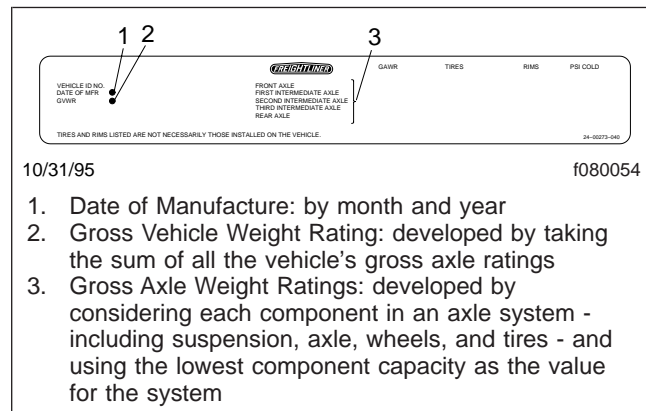 1 2 3
FREIGHTLINER GAWR TIRES RIMS PSI COLD
VEHICLE ID NO.
DATE OF MFR
GVWR
FRONT AXLE
FIRST INTERMEDIATE AXLE
SECOND INTERMEDIATE AXLE
THIRD INTERMEDIATE AXLE
REAR AXLE
TIRES AND RIMS LISTED ARE NOT NECESSARILY THOSE INSTALLED ON THE VEHICLE. 24–00273–040
10/31/95 f080054
1. Date of Manufacture: by month and year
2. Gross Vehicle Weight Rating: developed by taking
the sum of all the vehicle's gross axle ratings
3. Gross Axle Weight Ratings: developed by
considering each component in an axle system -
including suspension, axle, wheels, and tires - and
using the lowest component capacity as the value
for the system